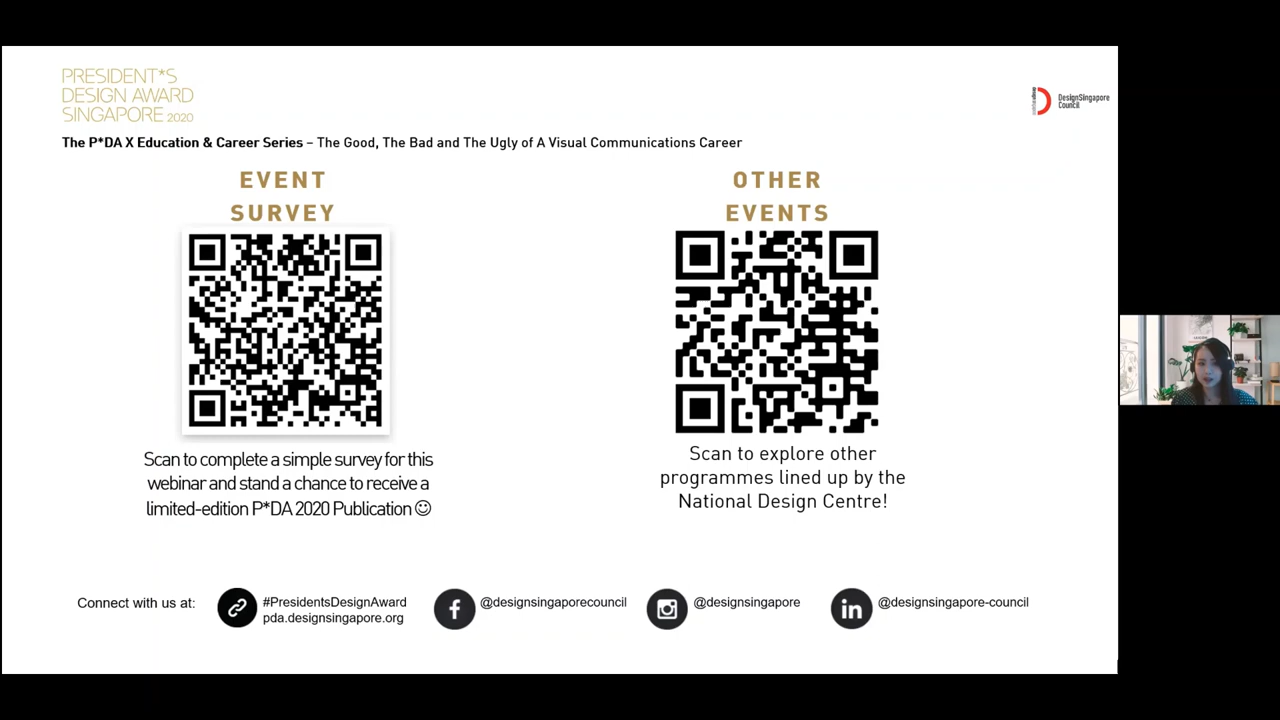 PRESIDENT*S
DESIGN AWARD
SINGAPORE 2020
DesignSingapore
Council
The P*DA X Education & Career Series – The Good, The Bad and The Ugly of A Visual Communications Career
EVENT
SURVEY
Scan to complete a simple survey for this
webinar and stand a chance to receive a
limited-edition P*DA 2020 Publication ☺
OTHER
EVENTS
Scan to explore other
programmes lined up by the
National Design Centre!
Connect with us at:
#PresidentsDesignAward
pda.designsingapore.org
@designsingaporecouncil
@designsingapore
@designsingapore-council